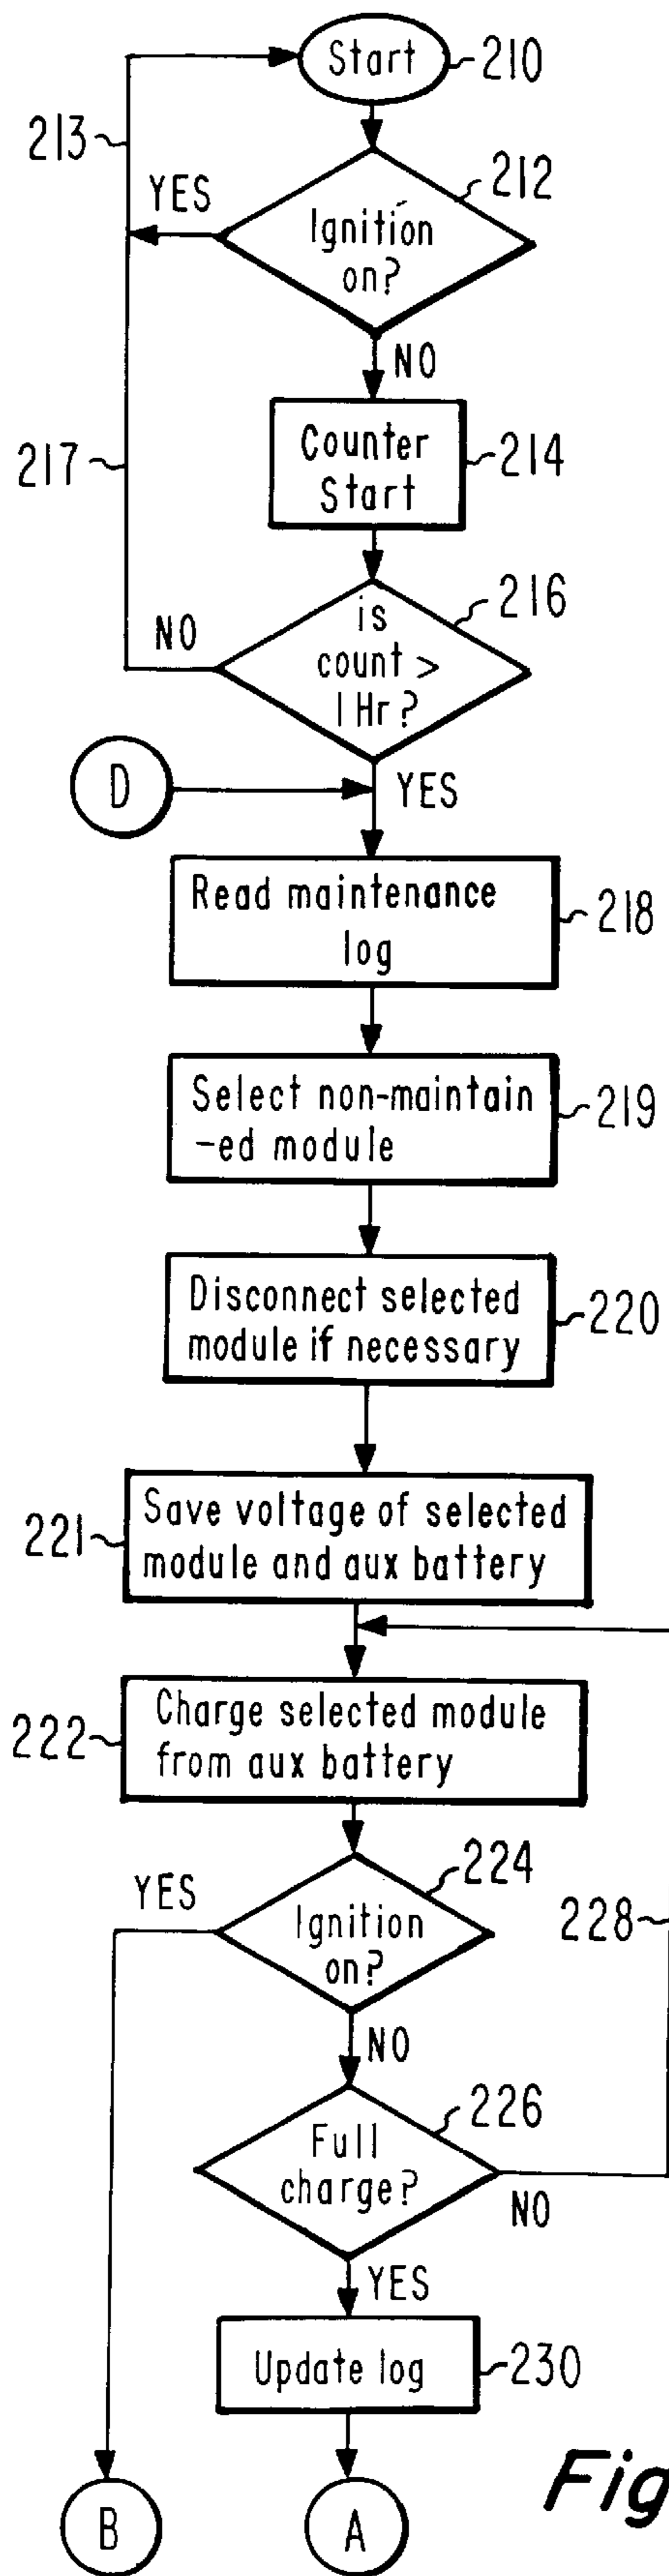 Start
210
213
YES
212
Ignition
on?
NO
Counter
Start
214
217
NO
216
is
count >
1 Hr?
D
YES
Read maintenance
log
218
Select non-maintain
-ed module
219
Disconnect selected
module if necessary
220
221
Save voltage of selected
module and aux battery
222
Charge selected module
from aux battery
YES
224
Ignition
on?
228
NO
226
Full
charge?
NO
YES
Update log
230
B
A
Fig